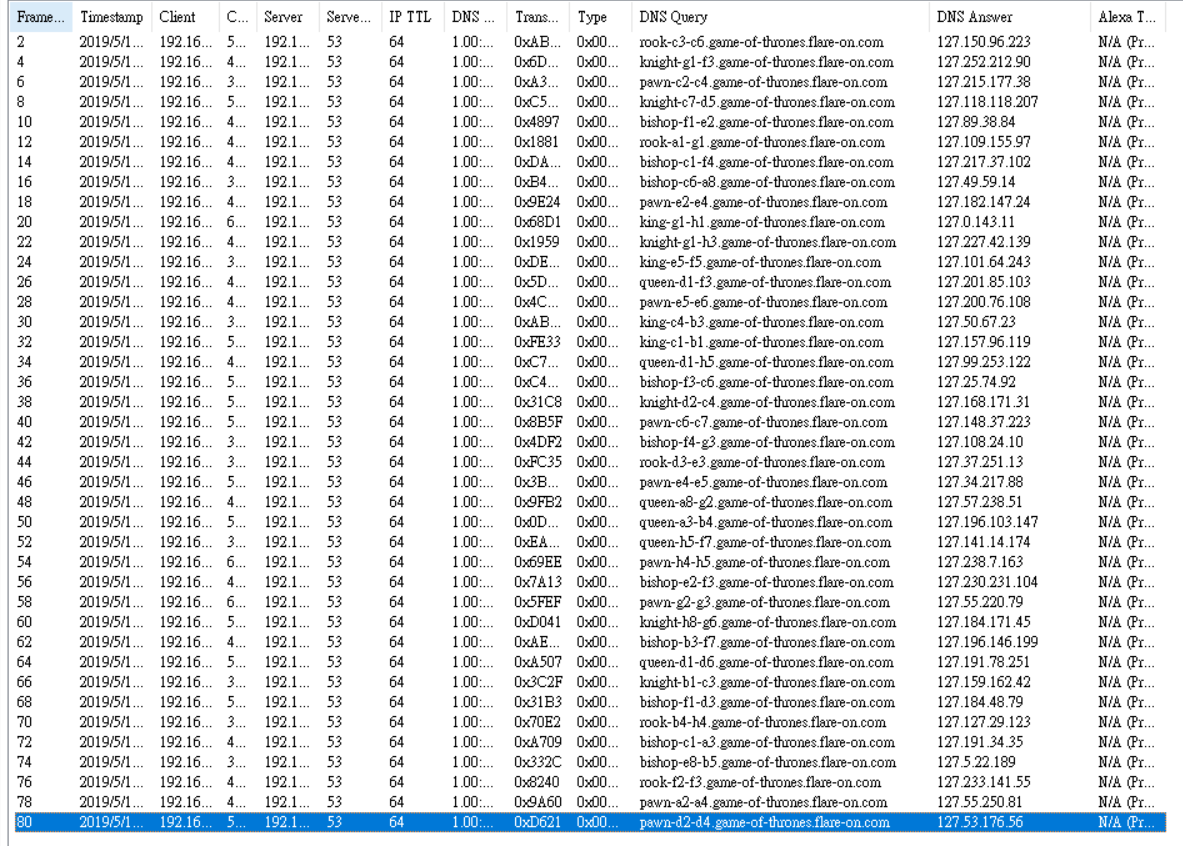 Frame... Timestamp Client C... Server Serve... IP TTL DNS ... Trans... Type DNS Query DNS Answer Alexa T...
2 2019/5/1... 192.16... 5... 192.1... 53 64 1.00:... 0xAB... 0x00... rook-c3-c6.game-of-thrones.flare-on.com 127.150.96.223 N/A (Pr...
4 2019/5/1... 192.16... 4... 192.1... 53 64 1.00:... 0x6D... 0x00... knight-g1-f3.game-of-thrones.flare-on.com 127.252.212.90 N/A (Pr...
6 2019/5/1... 192.16... 3... 192.1... 53 64 1.00:... 0xA3... 0x00... pawn-c2-c4.game-of-thrones.flare-on.com 127.215.177.38 N/A (Pr...
8 2019/5/1... 192.16... 5... 192.1... 53 64 1.00:... 0xC5... 0x00... knight-c7-d5.game-of-thrones.flare-on.com 127.118.118.207 N/A (Pr...
10 2019/5/1... 192.16... 4... 192.1... 53 64 1.00:... 0x4897 0x00... bishop-f1-e2.game-of-thrones.flare-on.com 127.89.38.84 N/A (Pr...
12 2019/5/1... 192.16... 4... 192.1... 53 64 1.00:... 0x1881 0x00... rook-a1-g1.game-of-thrones.flare-on.com 127.109.155.97 N/A (Pr...
14 2019/5/1... 192.16... 4... 192.1... 53 64 1.00:... 0xDA... 0x00... bishop-c1-f4.game-of-thrones.flare-on.com 127.217.37.102 N/A (Pr...
16 2019/5/1... 192.16... 3... 192.1... 53 64 1.00:... 0xB4... 0x00... bishop-c6-a8.game-of-thrones.flare-on.com 127.49.59.14 N/A (Pr...
18 2019/5/1... 192.16... 4... 192.1... 53 64 1.00:... 0x9E24 0x00... pawn-e2-e4.game-of-thrones.flare-on.com 127.182.147.24 N/A (Pr...
20 2019/5/1... 192.16... 6... 192.1... 53 64 1.00:... 0x68D1 0x00... king-g1-h1.game-of-thrones.flare-on.com 127.0.143.11 N/A (Pr...
22 2019/5/1... 192.16... 4... 192.1... 53 64 1.00:... 0x1959 0x00... knight-g1-h3.game-of-thrones.flare-on.com 127.227.42.139 N/A (Pr...
24 2019/5/1... 192.16... 3... 192.1... 53 64 1.00:... 0xDE... 0x00... king-e5-f5.game-of-thrones.flare-on.com 127.101.64.243 N/A (Pr...
26 2019/5/1... 192.16... 4... 192.1... 53 64 1.00:... 0x5D... 0x00... queen-d1-f3.game-of-thrones.flare-on.com 127.201.85.103 N/A (Pr...
28 2019/5/1... 192.16... 4... 192.1... 53 64 1.00:... 0x4C... 0x00... pawn-e5-e6.game-of-thrones.flare-on.com 127.200.76.108 N/A (Pr...
30 2019/5/1... 192.16... 3... 192.1... 53 64 1.00:... 0xAB... 0x00... king-c4-b3.game-of-thrones.flare-on.com 127.50.67.23 N/A (Pr...
32 2019/5/1... 192.16... 5... 192.1... 53 64 1.00:... 0xFE33 0x00... king-c1-b1.game-of-thrones.flare-on.com 127.157.96.119 N/A (Pr...
34 2019/5/1... 192.16... 4... 192.1... 53 64 1.00:... 0xC7... 0x00... queen-d1-h5.game-of-thrones.flare-on.com 127.99.253.122 N/A (Pr...
36 2019/5/1... 192.16... 5... 192.1... 53 64 1.00:... 0xC4... 0x00... bishop-f3-c6.game-of-thrones.flare-on.com 127.25.74.92 N/A (Pr...
38 2019/5/1... 192.16... 5... 192.1... 53 64 1.00:... 0x31C8 0x00... knight-d2-c4.game-of-thrones.flare-on.com 127.168.171.31 N/A (Pr...
40 2019/5/1... 192.16... 5... 192.1... 53 64 1.00:... 0x8B5F 0x00... pawn-c6-c7.game-of-thrones.flare-on.com 127.148.37.223 N/A (Pr...
42 2019/5/1... 192.16... 3... 192.1... 53 64 1.00:... 0x4DF2 0x00... bishop-f4-g3.game-of-thrones.flare-on.com 127.108.24.10 N/A (Pr...
44 2019/5/1... 192.16... 3... 192.1... 53 64 1.00:... 0xFC35 0x00... rook-d3-e3.game-of-thrones.flare-on.com 127.37.251.13 N/A (Pr...
46 2019/5/1... 192.16... 5... 192.1... 53 64 1.00:... 0x3B... 0x00... pawn-e4-e5.game-of-thrones.flare-on.com 127.34.217.88 N/A (Pr...
48 2019/5/1... 192.16... 4... 192.1... 53 64 1.00:... 0x9FB2 0x00... queen-a8-g2.game-of-thrones.flare-on.com 127.57.238.51 N/A (Pr...
50 2019/5/1... 192.16... 5... 192.1... 53 64 1.00:... 0x0D... 0x00... queen-a3-b4.game-of-thrones.flare-on.com 127.196.103.147 N/A (Pr...
52 2019/5/1... 192.16... 3... 192.1... 53 64 1.00:... 0xEA... 0x00... queen-h5-f7.game-of-thrones.flare-on.com 127.141.14.174 N/A (Pr...
54 2019/5/1... 192.16... 6... 192.1... 53 64 1.00:... 0x69EE 0x00... pawn-h4-h5.game-of-thrones.flare-on.com 127.238.7.163 N/A (Pr...
56 2019/5/1... 192.16... 4... 192.1... 53 64 1.00:... 0x7A13 0x00... bishop-e2-f3.game-of-thrones.flare-on.com 127.230.231.104 N/A (Pr...
58 2019/5/1... 192.16... 6... 192.1... 53 64 1.00:... 0x5FEF 0x00... pawn-g2-g3.game-of-thrones.flare-on.com 127.55.220.79 N/A (Pr...
60 2019/5/1... 192.16... 5... 192.1... 53 64 1.00:... 0xD041 0x00... knight-h8-g6.game-of-thrones.flare-on.com 127.184.171.45 N/A (Pr...
62 2019/5/1... 192.16... 4... 192.1... 53 64 1.00:... 0xAE... 0x00... bishop-b3-f7.game-of-thrones.flare-on.com 127.196.146.199 N/A (Pr...
64 2019/5/1... 192.16... 5... 192.1... 53 64 1.00:... 0xA507 0x00... queen-d1-d6.game-of-thrones.flare-on.com 127.191.78.251 N/A (Pr...
66 2019/5/1... 192.16... 3... 192.1... 53 64 1.00:... 0x3C2F 0x00... knight-b1-c3.game-of-thrones.flare-on.com 127.159.162.42 N/A (Pr...
68 2019/5/1... 192.16... 5... 192.1... 53 64 1.00:... 0x31B3 0x00... bishop-f1-d3.game-of-thrones.flare-on.com 127.184.48.79 N/A (Pr...
70 2019/5/1... 192.16... 3... 192.1... 53 64 1.00:... 0x70E2 0x00... rook-b4-h4.game-of-thrones.flare-on.com 127.127.29.123 N/A (Pr...
72 2019/5/1... 192.16... 4... 192.1... 53 64 1.00:... 0xA709 0x00... bishop-c1-a3.game-of-thrones.flare-on.com 127.191.34.35 N/A (Pr...
74 2019/5/1... 192.16... 3... 192.1... 53 64 1.00:... 0x332C 0x00... bishop-e8-b5.game-of-thrones.flare-on.com 127.5.22.189 N/A (Pr...
76 2019/5/1... 192.16... 4... 192.1... 53 64 1.00:... 0x8240 0x00... rook-f2-f3.game-of-thrones.flare-on.com 127.233.141.55 N/A (Pr...
78 2019/5/1... 192.16... 4... 192.1... 53 64 1.00:... 0x9A60 0x00... pawn-a2-a4.game-of-thrones.flare-on.com 127.55.250.81 N/A (Pr...
80 2019/5/1... 192.16... 5... 192.1... 53 64 1.00:... 0xD621 0x00... pawn-d2-d4.game-of-thrones.flare-on.com 127.53.176.56 N/A (Pr...